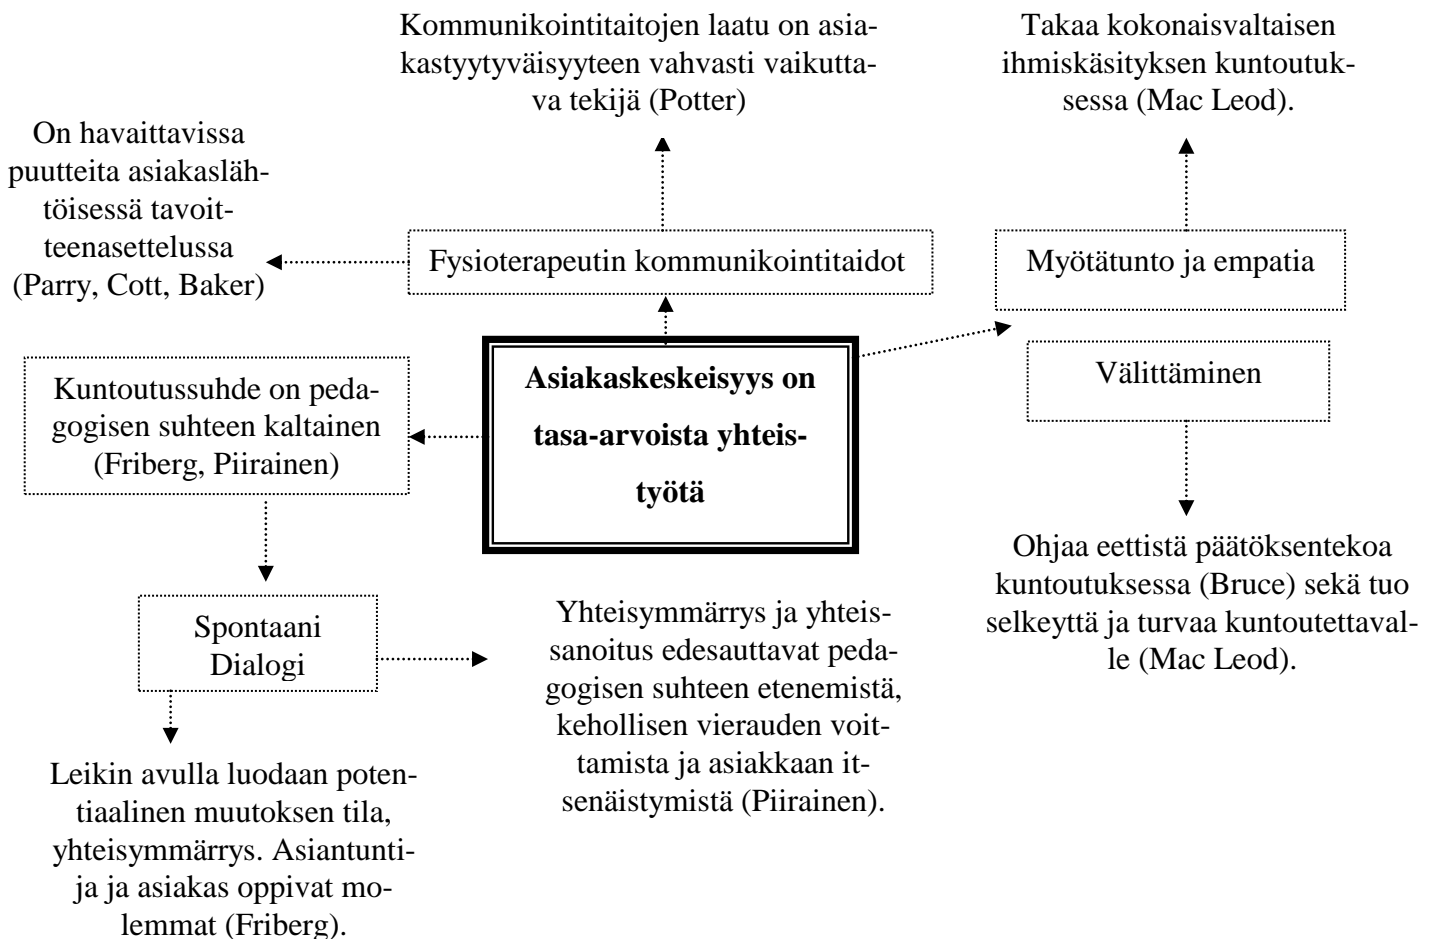 Kommunikointitaitojen laatu on asia-
kastyytyväisyyteen vahvasti vaikutta-
va tekijä (Potter)
Takaa kokonaisvaltaisen
ihmiskäsityksen kuntoutuk-
sessa (Mac Leod).
On havaittavissa
puutteita asiakasläh-
töisessä tavoit-
teenasettelussa
(Parry, Cott, Baker)
Fysioterapeutin kommunikointitaidot
Myötätunto ja empatia
Kuntoutussuhde on peda-
gogisen suhteen kaltainen
(Friberg, Piirainen)
Asiakaskeskeisyys on
tasa-arvoista yhteis-
työtä
Välittäminen
Ohjaa eettistä päätöksentekoa
kuntoutuksessa (Bruce) sekä tuo
selkeyttä ja turvaa kuntoutettaval-
le (Mac Leod).
Spontaani
Dialogi
Yhteisymmärrys ja yhteis-
sanoitus edesauttavat peda-
gogisen suhteen etenemistä,
kehollisen vierauden voit-
tamista ja asiakkaan it-
senäistymistä (Piirainen).
Leikin avulla luodaan poten-
tiaalinen muutoksen tila,
yhteisymmärrys. Asiantunti-
ja ja asiakas oppivat mo-
lemmat (Friberg).